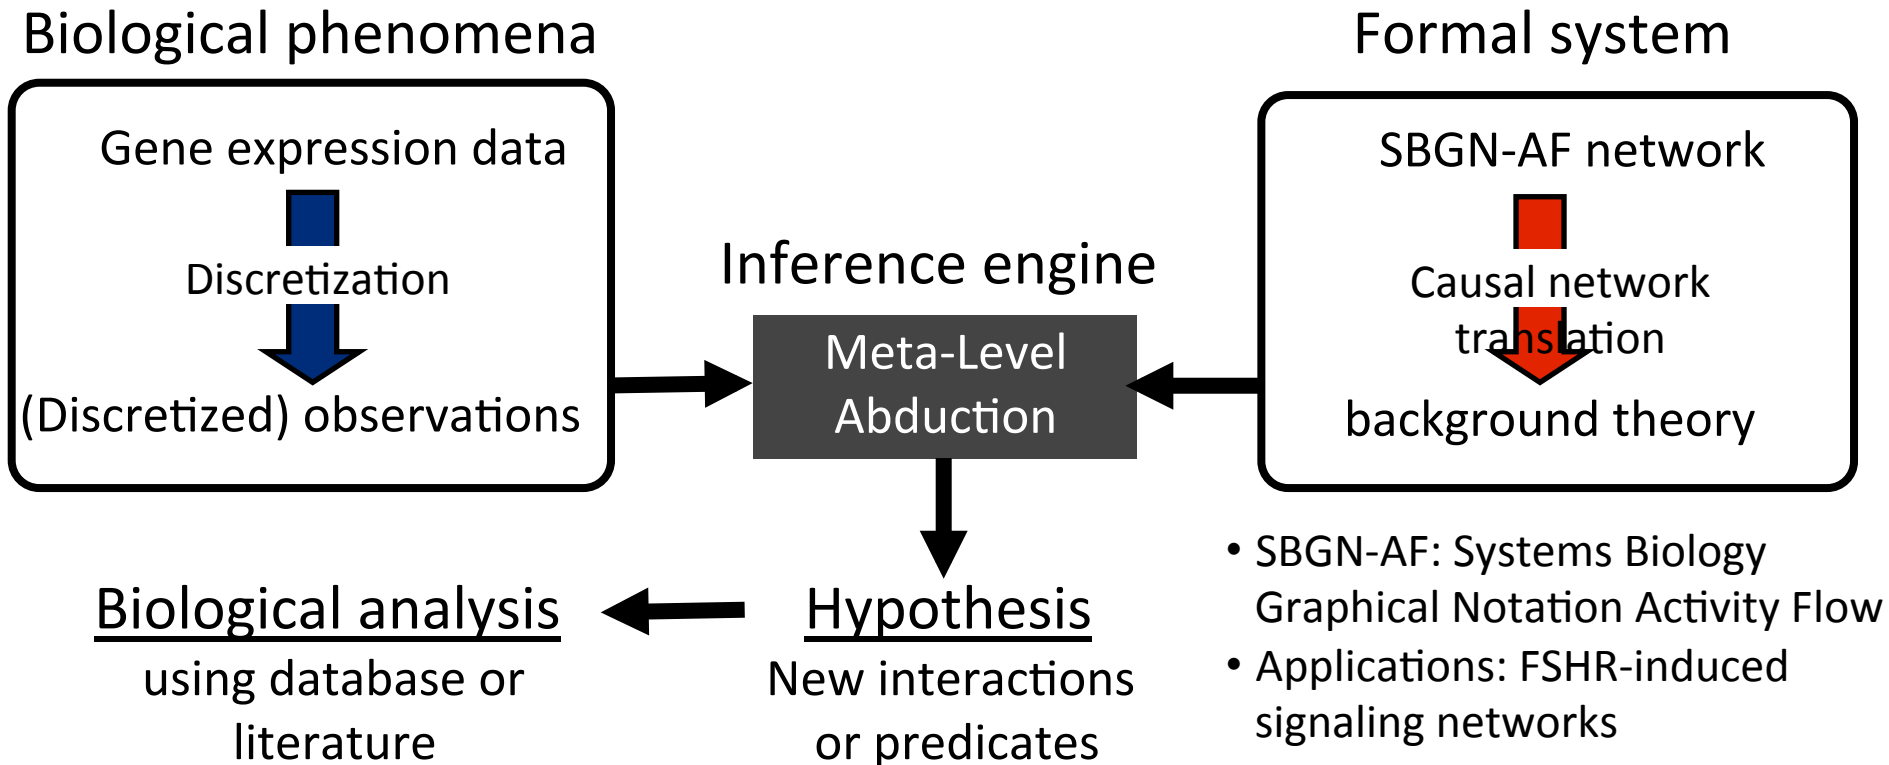 Biological phenomena
Gene expression data
Discretization
(Discretized) observations
Formal system
SBGN-AF network
Causal network
translation
background theory
Inference engine
Meta-Level
Abduction
Hypothesis
New interactions
or predicates
Biological analysis
using database or
literature
• SBGN-AF: Systems Biology
Graphical Notation Activity Flow
• Applications: FSHR-induced
signaling networks